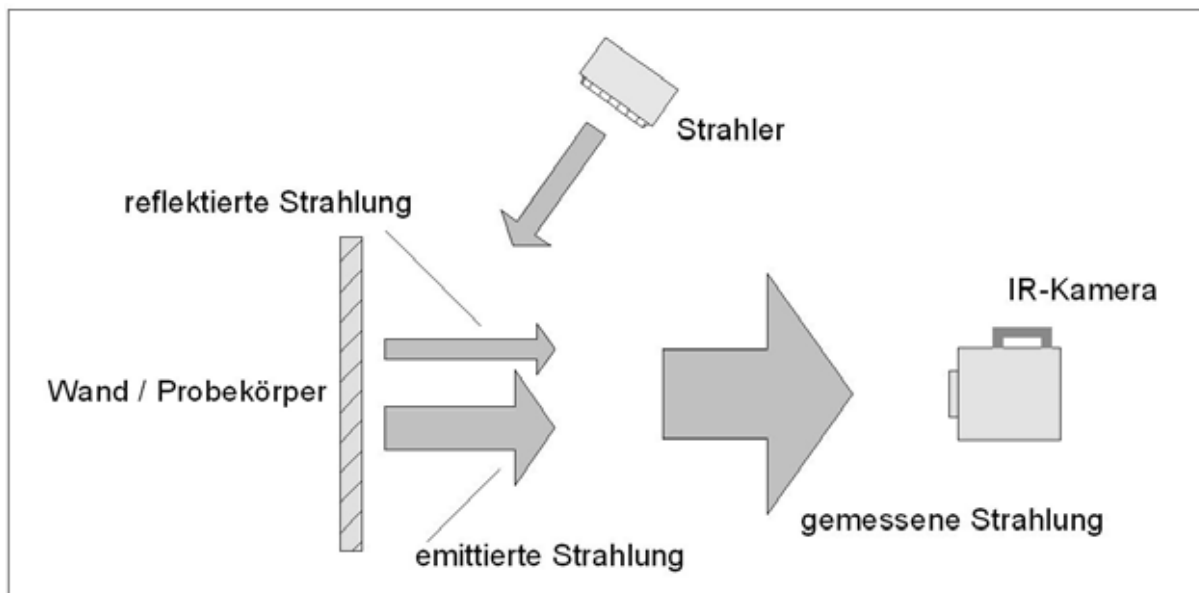 Strahler
reflektierte Strahlung
IR-Kamera
Wand / Probekörper
gemessene Strahlung
emittierte Strahlung